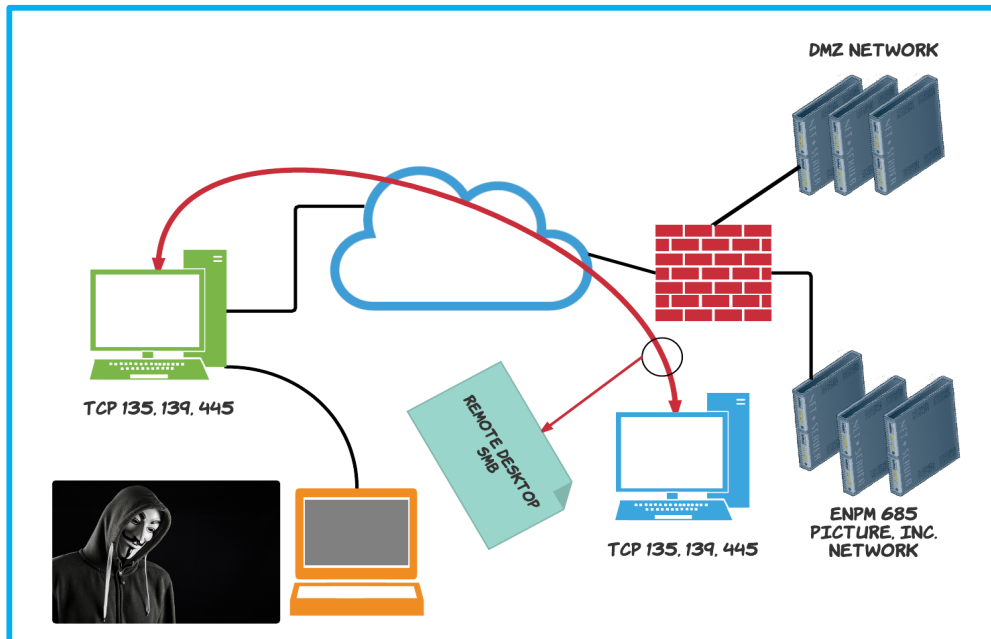 DMZ NETWORK
TCP 135, 139, 445
REMOTE DESKTOP
SMB
TCP 135, 139, 445
ENPM 685
PICTURE, INC.
NETWORK